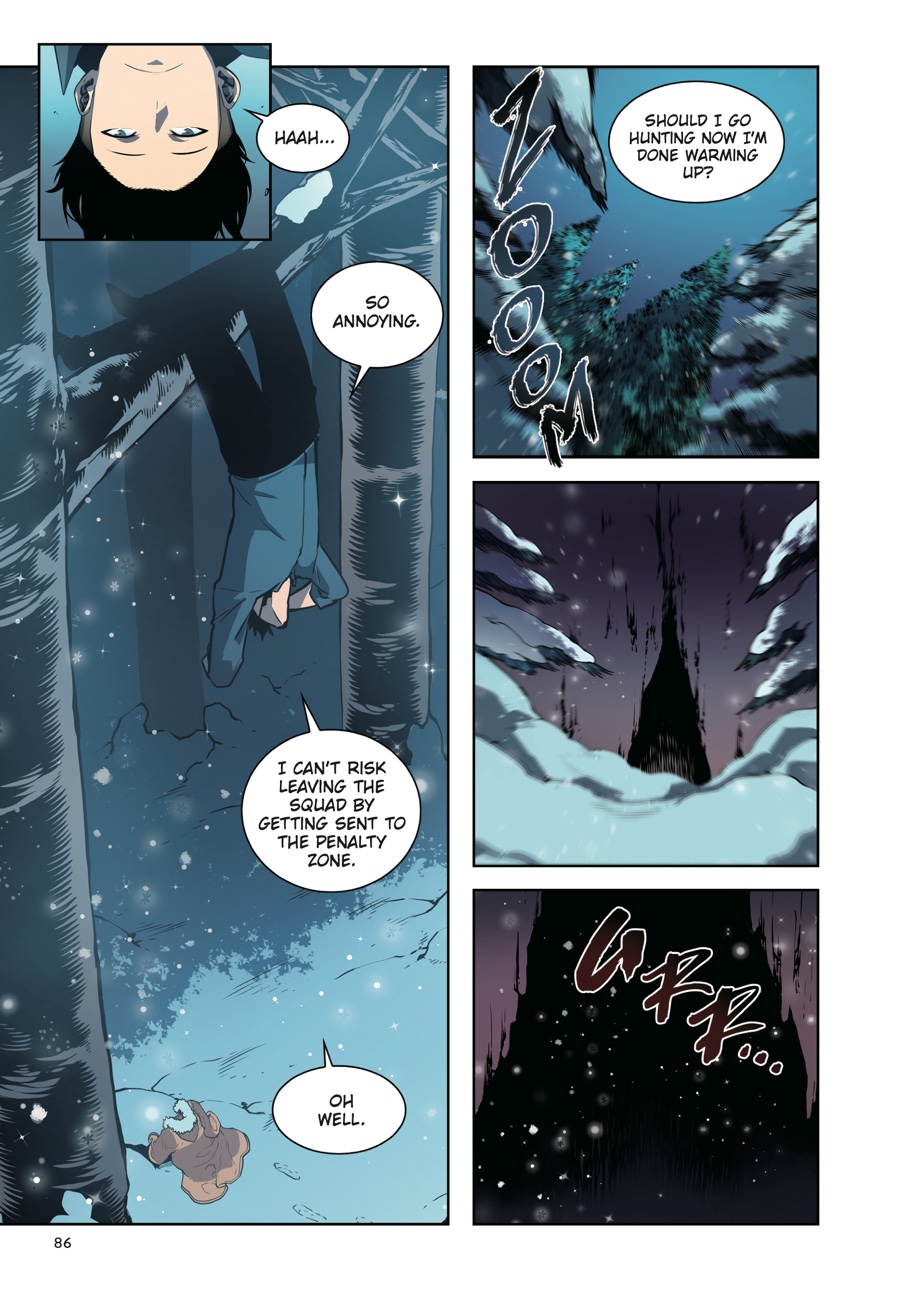 HAAH...
SO
ANNOYING.
I CAN'T RISK
LEAVING THE
SQUAD BY
GETTING SENT TO
THE PENALTY
ZONE.
OH
WELL.
SHOULD I GO
HUNTING NOW I'M
DONE WARMING
UP?
ZOOOM
GRR...
86